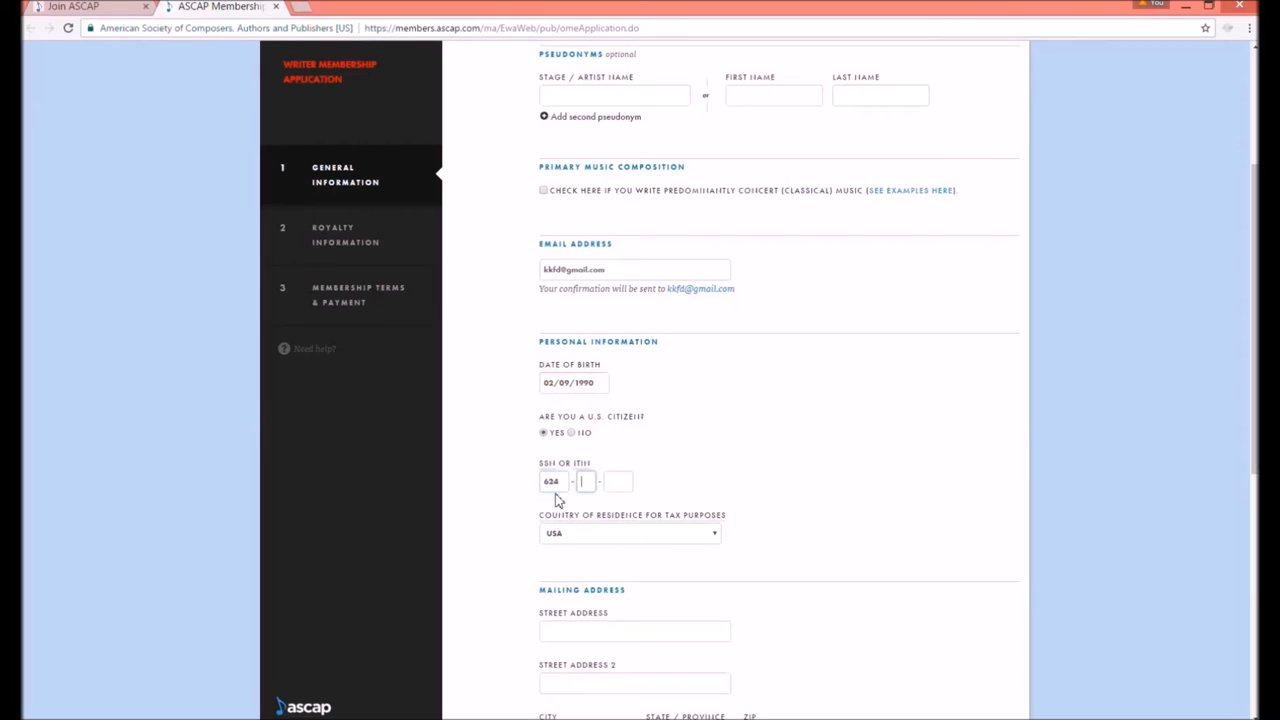 Join ASCAP
ASCAP Membership
You
American Society of Composers, Authors and Publishers [US]
https://members.ascap.com/ma/EwaWeb/pub/omeApplication.do
WRITER MEMBERSHIP
APPLICATION
1 GENERAL
INFORMATION
2 ROYALTY
INFORMATION
3 MEMBERSHIP TERMS
& PAYMENT
Need help?
ascap
PSEUDONYMS optional
STAGE / ARTIST NAME
or
FIRST NAME
LAST NAME
Add second pseudonym
PRIMARY MUSIC COMPOSITION
CHECK HERE IF YOU WRITE PREDOMINANTLY CONCERT (CLASSICAL) MUSIC (SEE EXAMPLES HERE).
EMAIL ADDRESS
kkfd@gmail.com
Your confirmation will be sent to kkfd@gmail.com
PERSONAL INFORMATION
DATE OF BIRTH
02/09/1990
ARE YOU A U.S. CITIZEN?
YES NO
SSN OR ITIN
624 - -
COUNTRY OF RESIDENCE FOR TAX PURPOSES
USA
MAILING ADDRESS
STREET ADDRESS
STREET ADDRESS 2
CITY STATE / PROVINCE ZIP